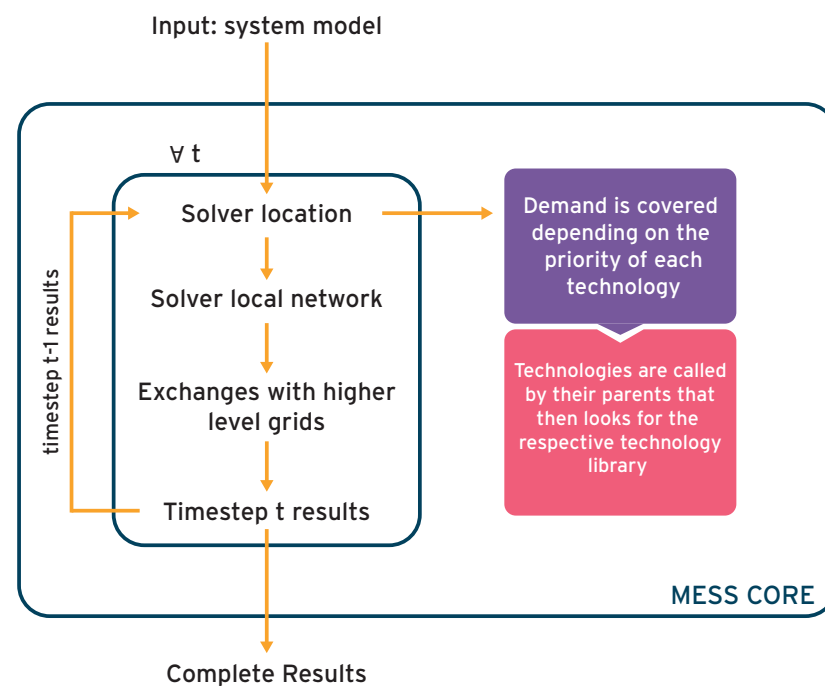 Input: system model
∀ t
Solver location
Solver local network
Exchanges with higher
level grids
Timestep t results
timestep t-1 results
Demand is covered
depending on the
priority of each
technology
Technologies are called
by their parents that
then looks for the
respective technology
library
MESS CORE
Complete Results